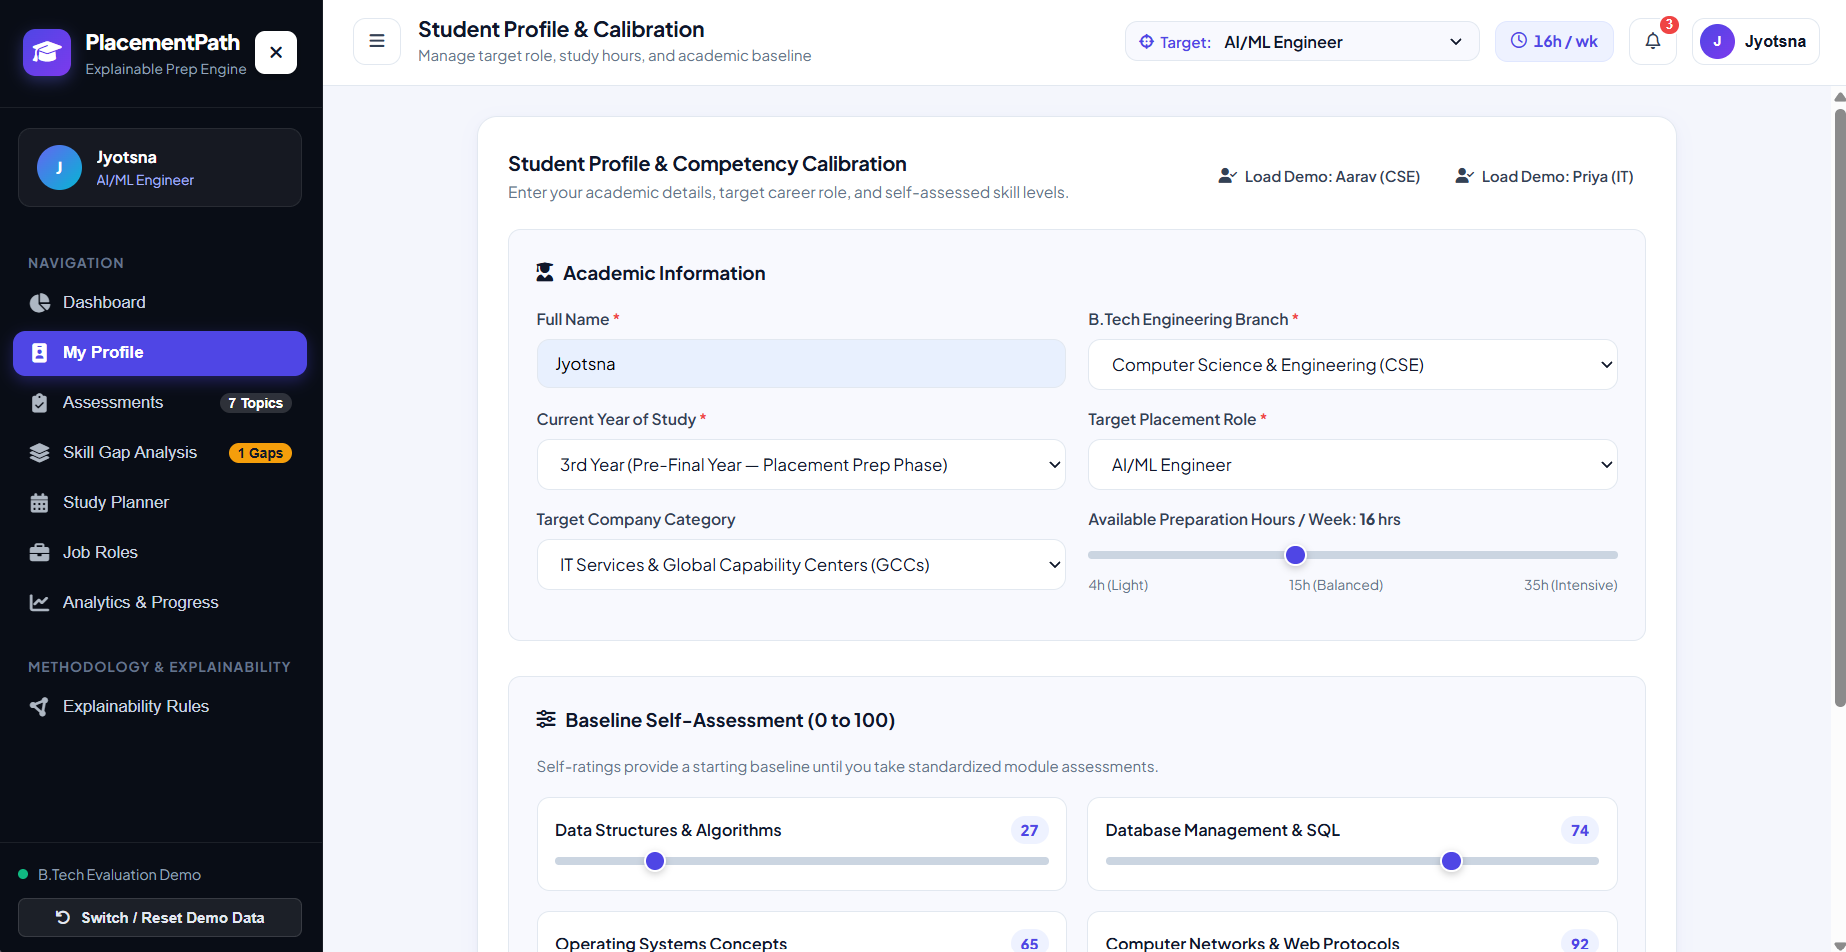 PlacementPath
Explainable Prep Engine
J
Jyotsna
AI/ML Engineer
NAVIGATION
Dashboard
My Profile
Assessments
7 Topics
Skill Gap Analysis
1 Gaps
Study Planner
Job Roles
Analytics & Progress
METHODOLOGY & EXPLAINABILITY
Explainability Rules
B.Tech Evaluation Demo
Switch / Reset Demo Data
Student Profile & Calibration
Manage target role, study hours, and academic baseline
Target: AI/ML Engineer
16h / wk
3
J
Jyotsna
Student Profile & Competency Calibration
Enter your academic details, target career role, and self-assessed skill levels.
Load Demo: Aarav (CSE)
Load Demo: Priya (IT)
Academic Information
Full Name *
Jyotsna
B.Tech Engineering Branch *
Computer Science & Engineering (CSE)
Current Year of Study *
3rd Year (Pre-Final Year — Placement Prep Phase)
Target Placement Role *
AI/ML Engineer
Target Company Category
IT Services & Global Capability Centers (GCCs)
Available Preparation Hours / Week: 16 hrs
4h (Light)
15h (Balanced)
35h (Intensive)
Baseline Self-Assessment (0 to 100)
Self-ratings provide a starting baseline until you take standardized module assessments.
Data Structures & Algorithms
27
Database Management & SQL
74
Operating Systems Concepts
65
Computer Networks & Web Protocols
92